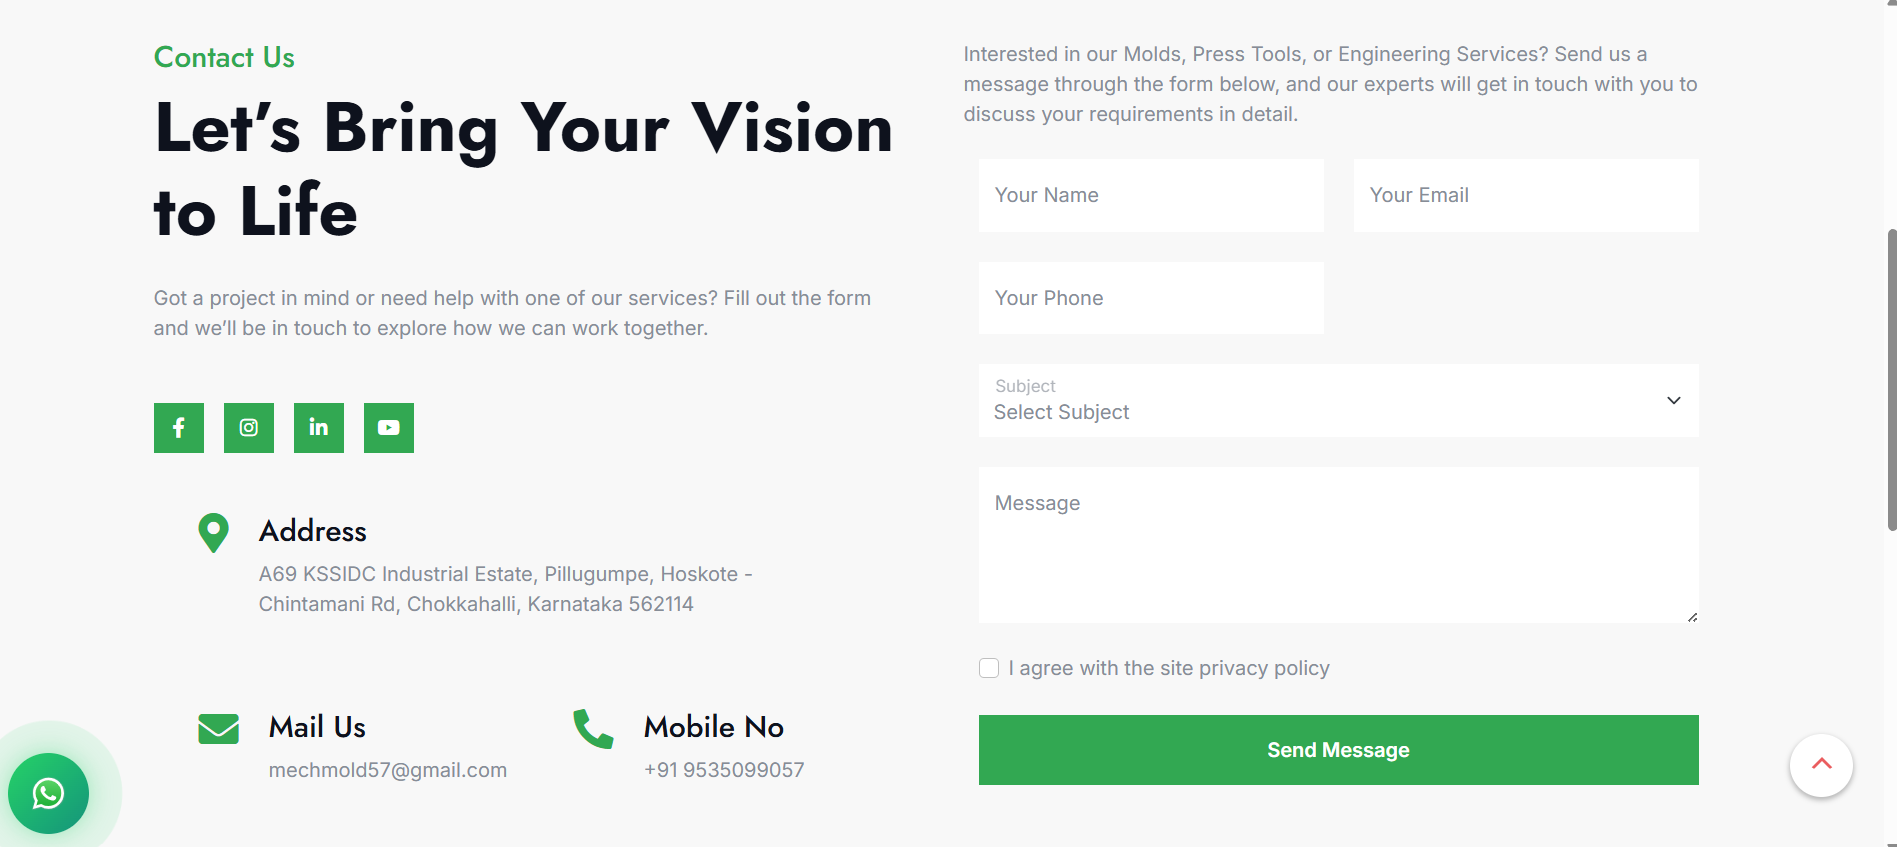 Contact Us
Let’s Bring Your Vision
to Life
Got a project in mind or need help with one of our services? Fill out the form
and we’ll be in touch to explore how we can work together.
Address
A69 KSSIDC Industrial Estate, Pillugumpe, Hoskote -
Chintamani Rd, Chokkahalli, Karnataka 562114
Mail Us
mechmold57@gmail.com
Mobile No
+91 9535099057
Interested in our Molds, Press Tools, or Engineering Services? Send us a
message through the form below, and our experts will get in touch with you to
discuss your requirements in detail.
Your Name
Your Email
Your Phone
Subject
Select Subject
Message
I agree with the site privacy policy
Send Message